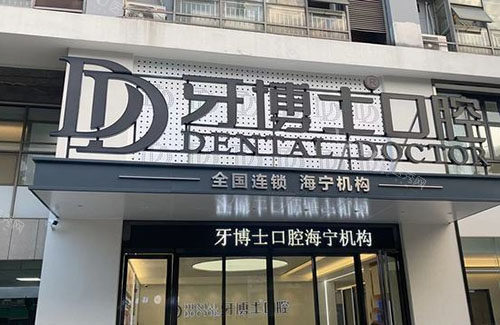 DD 牙博士®口腔
DENTAL/DOCTOR
全国连锁 海宁机构
牙博士口腔海宁机构
牙博士口腔